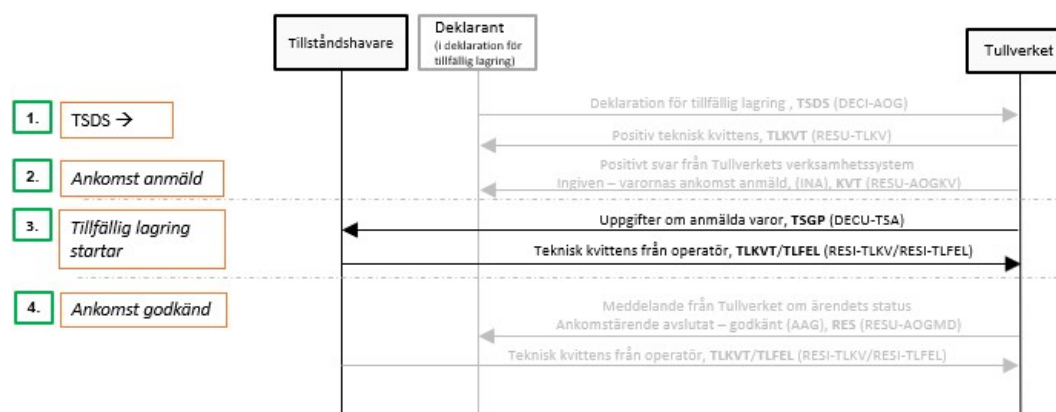 Tillståndshavare
Deklarant
(i deklaration för
tillfällig lagring)
Tullverket
1.
TSDS →
Deklaration för tillfällig lagring , TSDS (DECI-AOG)
Positiv teknisk kvittens, TLKVT (RESU-TLKV)
2.
Ankomst anmäld
Positivt svar från Tullverkets verksamhetssystem
Ingiven – varornas ankomst anmäld, (INA), KVT (RESU-AOGKV)
3.
Tillfällig lagring
startar
Uppgifter om anmälda varor, TSGP (DECU-TSA)
Teknisk kvittens från operatör, TLKVT/TLFEL (RESI-TLKV/RESI-TLFEL)
4.
Ankomst godkänd
Meddelande från Tullverket om ärendets status
Ankomstärende avslutat – godkänt (AAG), RES (RESU-AOGMD)
Teknisk kvittens från operatör, TLKVT/TLFEL (RESI-TLKV/RESI-TLFEL)